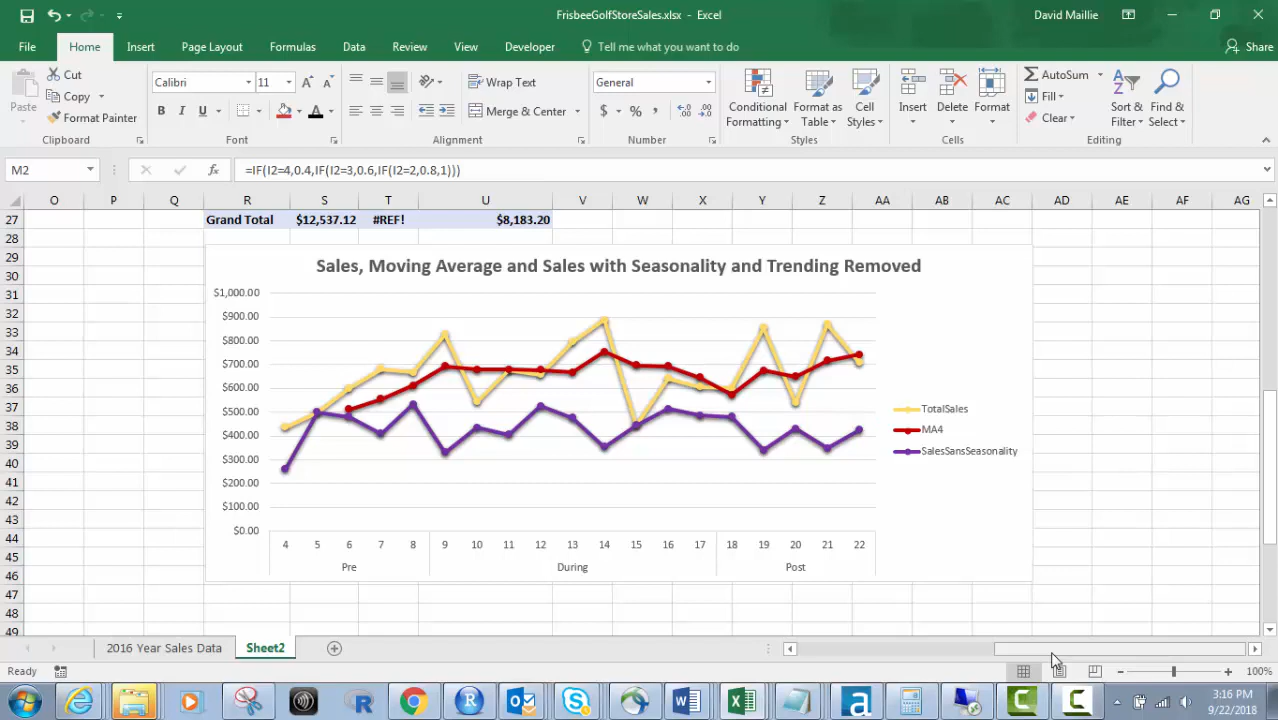 FrisbeeGolfStoreSales.xlsx - Excel
David Maillie
File Home Insert Page Layout Formulas Data Review View Developer Tell me what you want to do Share
Paste
Cut
Copy
Format Painter
Clipboard
Calibri 11
B I U A
Font
Wrap Text
Merge & Center
Alignment
General
$ % ,
Number
Conditional Formatting
Format as Table
Cell Styles
Styles
Insert Delete Format
Cells
AutoSum
Fill
Clear
Sort & Filter
Find & Select
Editing
M2 fx =IF(I2=4,0.4,IF(I2=3,0.6,IF(I2=2,0.8,1)))
O P Q R S T U V W X Y Z AA AB AC AD AE AF AG
27 Grand Total $12,537.12 #REF! $8,183.20
28
29
30
31
32
33
34
35
36
37
38
39
40
41
42
43
44
45
46
47
48
49
Sales, Moving Average and Sales with Seasonality and Trending Removed
$1,000.00
$900.00
$800.00
$700.00
$600.00
$500.00
$400.00
$300.00
$200.00
$100.00
$0.00
TotalSales
MA4
SalesSansSeasonality
4 5 6 7 8 9 10 11 12 13 14 15 16 17 18 19 20 21 22
Pre During Post
2016 Year Sales Data Sheet2
Ready 100%
3:16 PM
9/22/2018